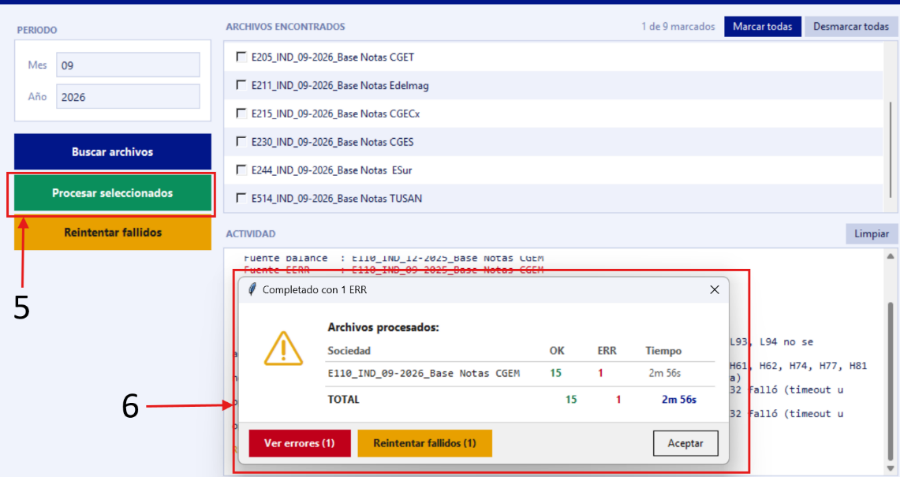 PERIODO
Mes 09
Año 2026
Buscar archivos
Procesar seleccionados
Reintentar fallidos
5
ARCHIVOS ENCONTRADOS
1 de 9 marcados
Marcar todas
Desmarcar todas
E205_IND_09-2026_Base Notas CGET
E211_IND_09-2026_Base Notas Edelmag
E215_IND_09-2026_Base Notas CGECx
E230_IND_09-2026_Base Notas CGES
E244_IND_09-2026_Base Notas ESur
E514_IND_09-2026_Base Notas TUSAN
ACTIVIDAD
Limpiar
Fuente balance : E110_IND_12-2025_Base Notas CGEM
Fuente EERR : E110_IND_09-2025_Base Notas CGEM
L93, L94 no se
H61, H62, H74, H77, H81
a)
32 Falló (timeout u
32 Falló (timeout u
6
Completado con 1 ERR
Archivos procesados:
Sociedad OK ERR Tiempo
E110_IND_09-2026_Base Notas CGEM 15 1 2m 56s
TOTAL 15 1 2m 56s
Ver errores (1)
Reintentar fallidos (1)
Aceptar